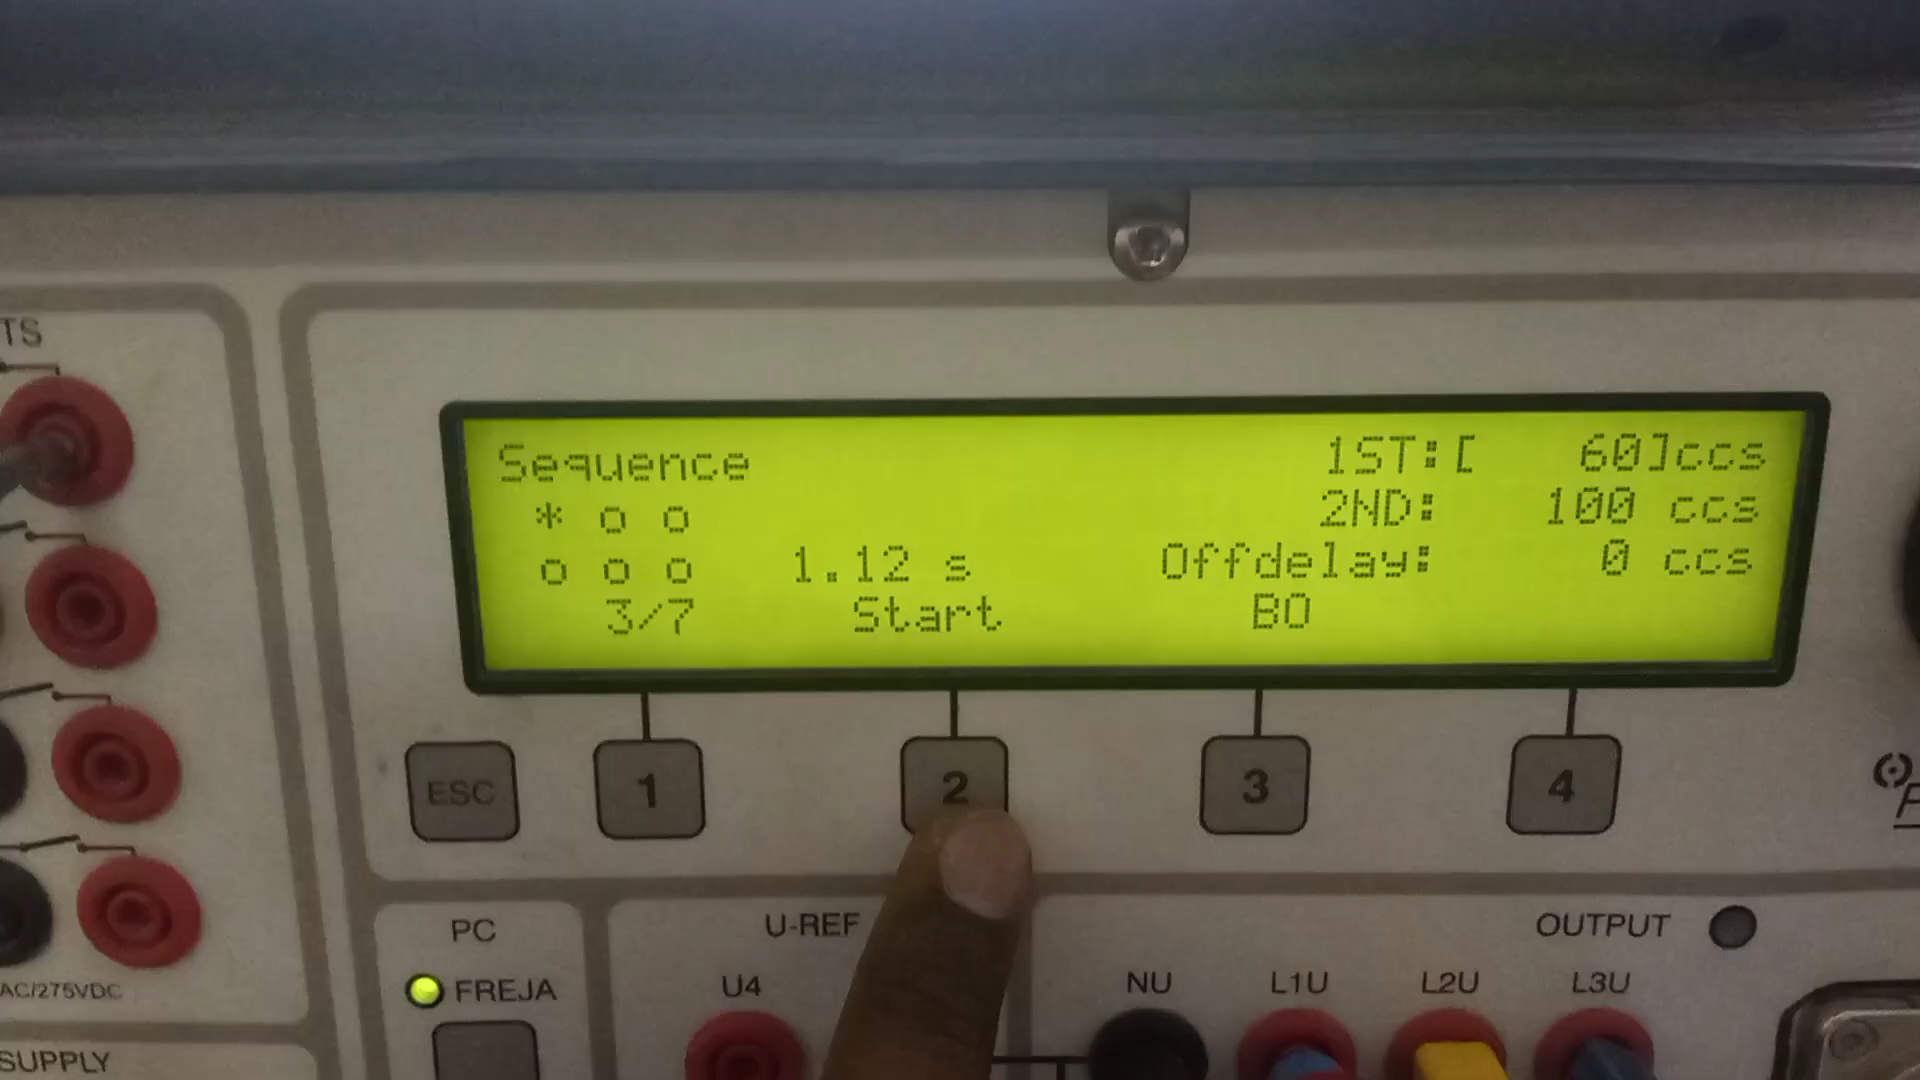 TS
Sequence 1ST:[ 60]ccs
* o o 2ND: 100 ccs
o o o 1.12 s Offdelay: 0 ccs
3/7 Start BO
ESC 1 2 3 4
PC U-REF OUTPUT
FREJA U4 NU L1U L2U L3U
AC/275VDC
SUPPLY